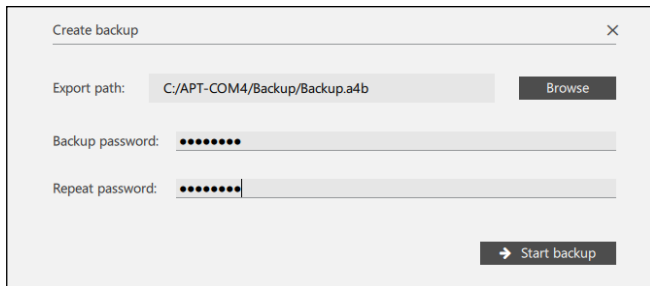 Create backup
Export path: C:/APT-COM4/Backup/Backup.a4b Browse
Backup password: ●●●●●●●●
Repeat password: ●●●●●●●●
Start backup